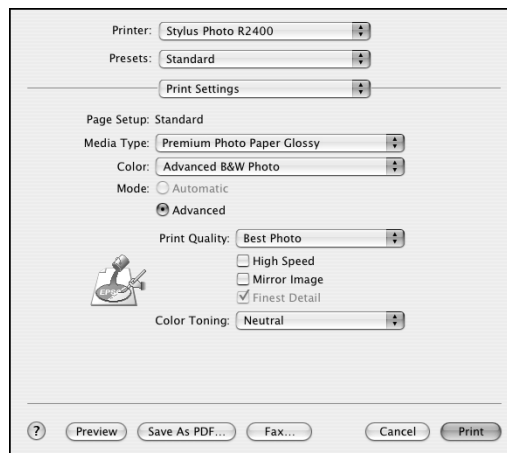 Printer: Stylus Photo R2400
Presets: Standard
Print Settings
Page Setup: Standard
Media Type: Premium Photo Paper Glossy
Color: Advanced B&W Photo
Mode: Automatic
Advanced
Print Quality: Best Photo
High Speed
Mirror Image
Finest Detail
EPSON
Color Toning: Neutral
? Preview Save As PDF... Fax... Cancel Print